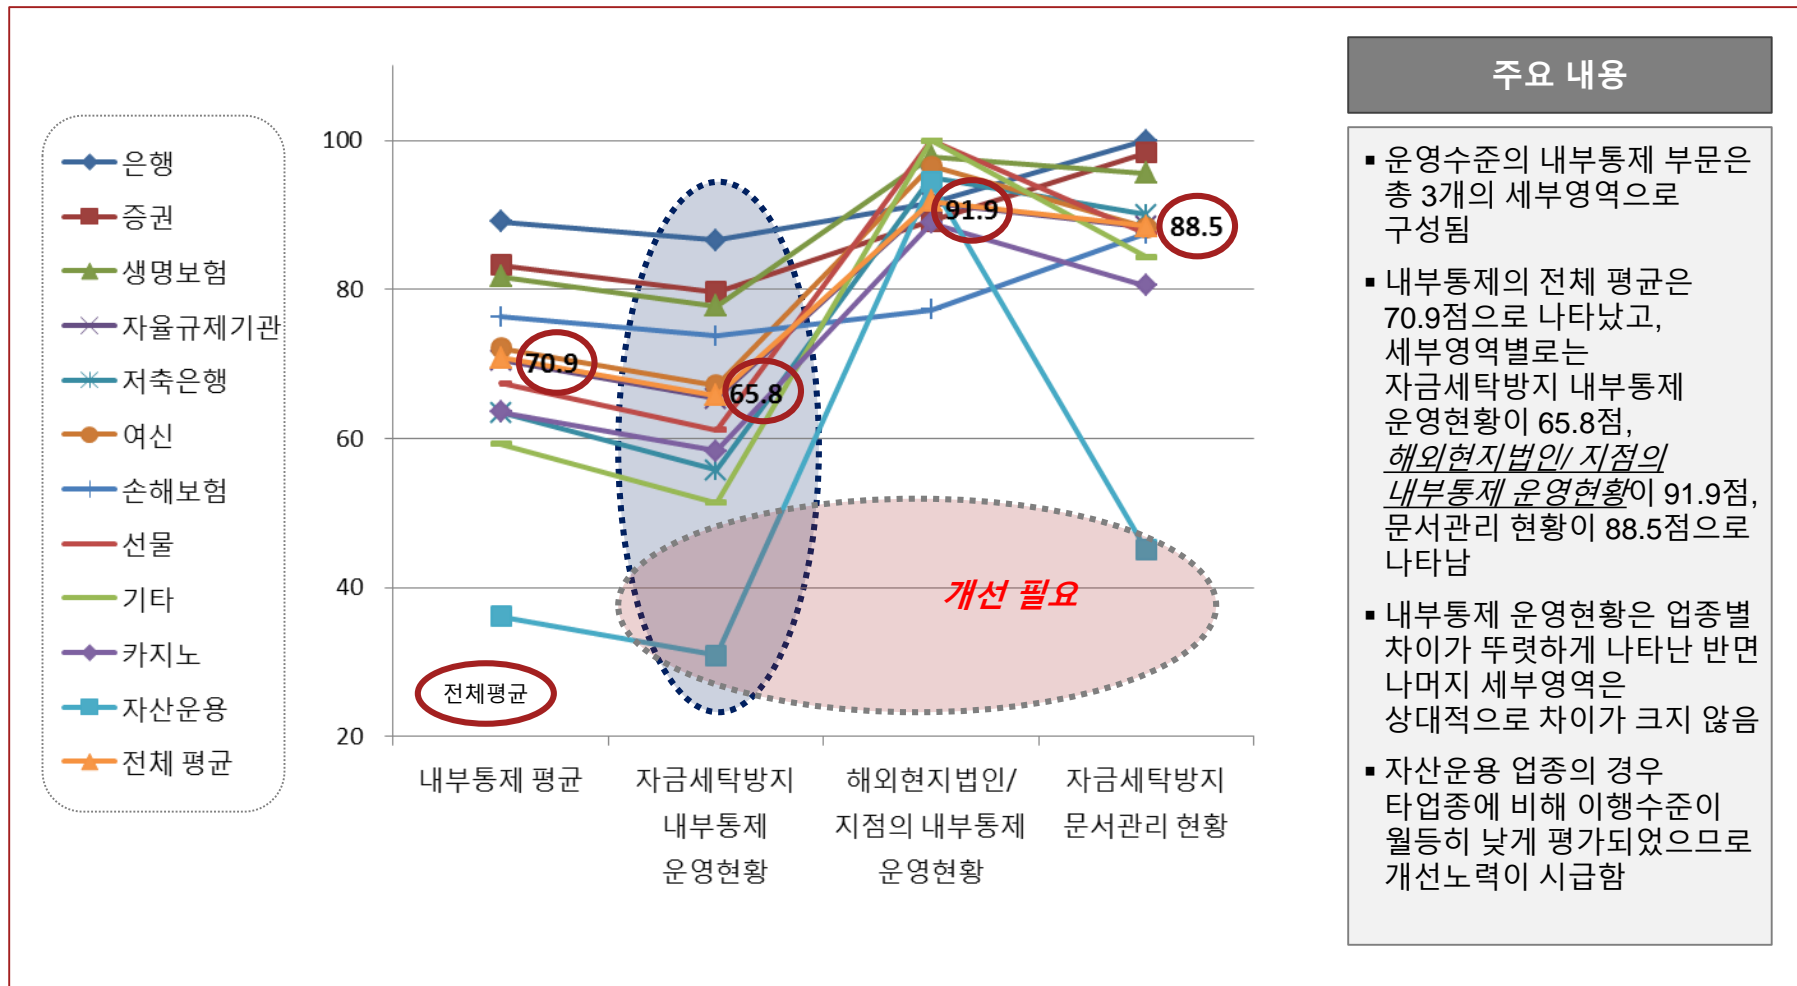 은행
증권
생명보험
자율규제기관
저축은행
여신
손해보험
선물
기타
카지노
자산운용
전체 평균
100
80
60
40
20
70.9
65.8
91.9
88.5
개선 필요
전체평균
내부통제 평균
자금세탁방지
내부통제
운영현황
해외현지법인/
지점의 내부통제
운영현황
자금세탁방지
문서관리 현황
주요 내용
▪ 운영수준의 내부통제 부문은
총 3개의 세부영역으로
구성됨
▪ 내부통제의 전체 평균은
70.9점으로 나타났고,
세부영역별로는
자금세탁방지 내부통제
운영현황이 65.8점,
해외현지법인/ 지점의
내부통제 운영현황이 91.9점,
문서관리 현황이 88.5점으로
나타남
▪ 내부통제 운영현황은 업종별
차이가 뚜렷하게 나타난 반면
나머지 세부영역은
상대적으로 차이가 크지 않음
▪ 자산운용 업종의 경우
타업종에 비해 이행수준이
월등히 낮게 평가되었으므로
개선노력이 시급함